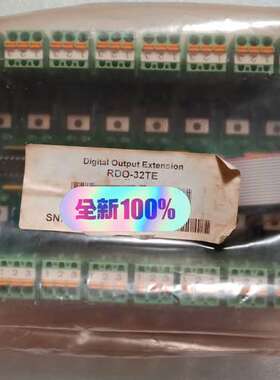 Digital Output Extension
RDO-32TE
全新100%
SN